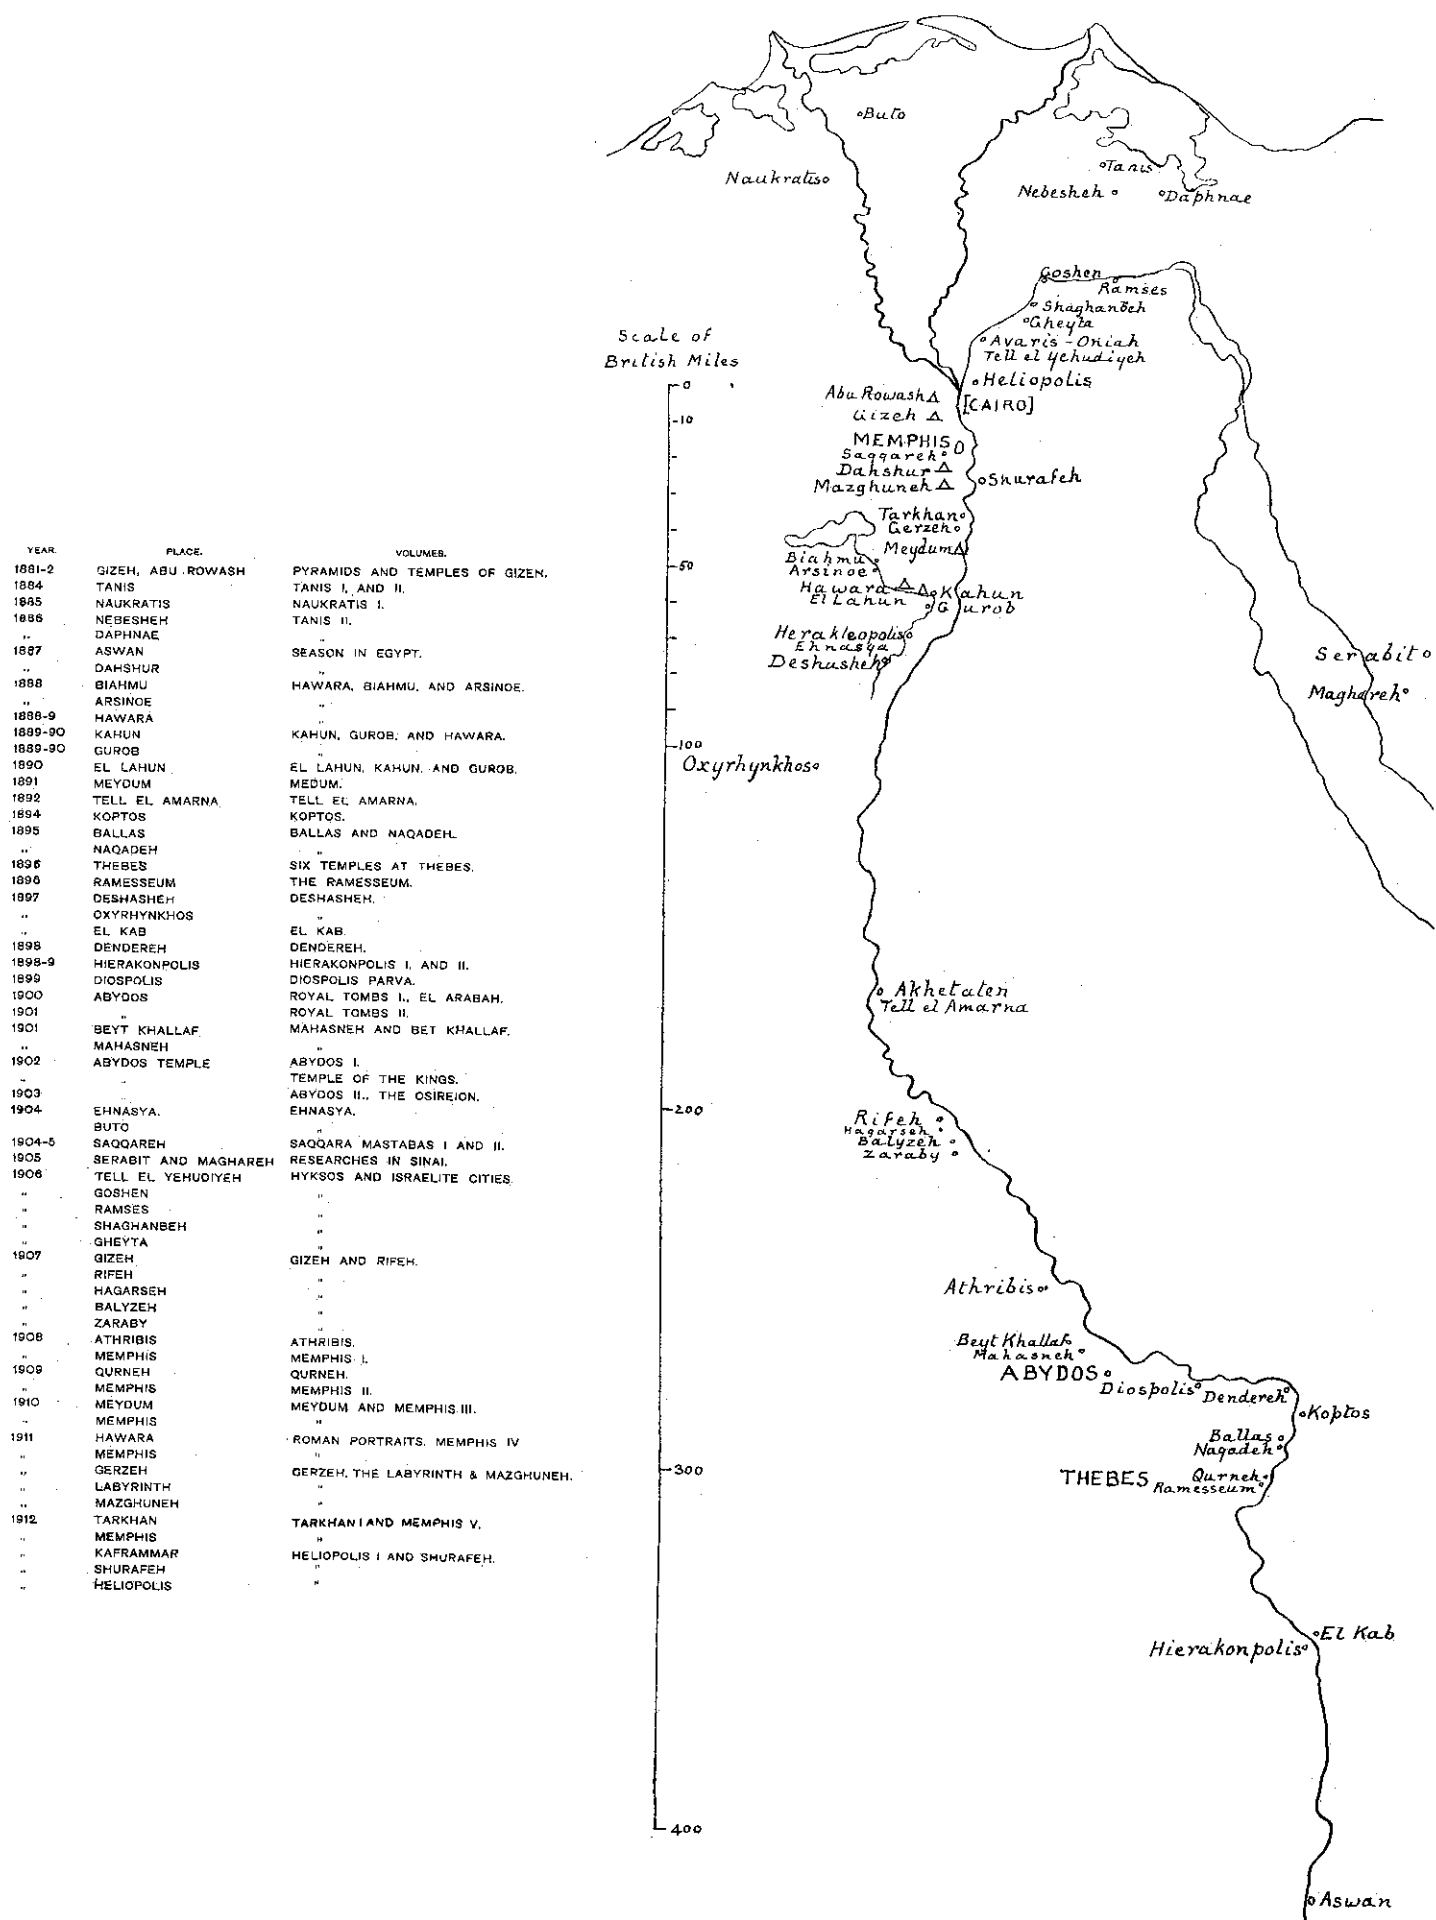 Buto
Naukratis
Tanis
Nebesheh
Daphnae
Goshen
Ramses
Shaghanbeh
Gheyta
Avaris - Oniah
Tell el Yehudiyeh
Scale of
British Miles
0
10
50
100
200
300
400
Heliopolis
Abu Rowash
[CAIRO]
Gizeh
MEMPHIS
Saqqareh
Dahshur
Mazghuneh
Shurafeh
Tarkhan
Gerzeh
Meydum
Biahmu
Arsinoe
Hawara
Kahun
El Lahun
Gurob
Herakleopolis
Ehnasya
Deshasheh
Serabit
Maghareh
Oxyrhynkhos
Akhetaten
Tell el Amarna
Rifeh
Hagarseh
Balyzeh
Zaraby
Athribis
Beyt Khallaf
Mahasneh
ABYDOS
Diospolis
Dendereh
Koptos
Ballas
Naqadeh
THEBES
Qurneh
Ramesseum
El Kab
Hierakonpolis
Aswan
YEAR. PLACE. VOLUMES.
1881-2 GIZEH, ABU ROWASH PYRAMIDS AND TEMPLES OF GIZEH.
1884 TANIS TANIS I, AND II.
1885 NAUKRATIS NAUKRATIS I.
1886 NEBESHEH TANIS II.
" DAPHNAE "
1887 ASWAN SEASON IN EGYPT.
" DAHSHUR "
1888 BIAHMU HAWARA, BIAHMU, AND ARSINOE.
" ARSINOE "
1888-9 HAWARA "
1889-90 KAHUN KAHUN, GUROB, AND HAWARA.
1889-90 GUROB "
1890 EL LAHUN EL LAHUN, KAHUN, AND GUROB.
1891 MEYDUM MEDUM.
1892 TELL EL AMARNA TELL EL AMARNA.
1894 KOPTOS KOPTOS.
1895 BALLAS BALLAS AND NAQADEH.
" NAQADEH "
1896 THEBES SIX TEMPLES AT THEBES.
1896 RAMESSEUM THE RAMESSEUM.
1897 DESHASHEH DESHASHEH.
" OXYRHYNKHOS "
" EL KAB EL KAB.
1898 DENDEREH DENDEREH.
1898-9 HIERAKONPOLIS HIERAKONPOLIS I, AND II.
1899 DIOSPOLIS DIOSPOLIS PARVA.
1900 ABYDOS ROYAL TOMBS I., EL ARABAH.
1901 " ROYAL TOMBS II.
1901 BEYT KHALLAF. MAHASNEH AND BET KHALLAF.
" MAHASNEH "
1902 ABYDOS TEMPLE ABYDOS I.
" " TEMPLE OF THE KINGS.
1903 " ABYDOS II., THE OSIREION.
1904 EHNASYA. EHNASYA.
BUTO "
1904-5 SAQQAREH SAQQARA MASTABAS I AND II.
1905 SERABIT AND MAGHAREH RESEARCHES IN SINAI.
1906 TELL EL YEHUDIYEH HYKSOS AND ISRAELITE CITIES.
" GOSHEN "
" RAMSES "
" SHAGHANBEH "
" GHEYTA "
1907 GIZEH GIZEH AND RIFEH.
" RIFEH "
" HAGARSEH "
" BALYZEH "
" ZARABY "
1908 ATHRIBIS ATHRIBIS.
" MEMPHIS MEMPHIS I.
1909 QURNEH QURNEH.
" MEMPHIS MEMPHIS II.
1910 MEYDUM MEYDUM AND MEMPHIS III.
" MEMPHIS "
1911 HAWARA ROMAN PORTRAITS. MEMPHIS IV
" MEMPHIS "
" GERZEH GERZEH, THE LABYRINTH & MAZGHUNEH.
" LABYRINTH "
" MAZGHUNEH "
1912 TARKHAN TARKHAN I AND MEMPHIS V.
" MEMPHIS "
" KAFRAMMAR HELIOPOLIS I AND SHURAFEH.
" SHURAFEH "
" HELIOPOLIS "